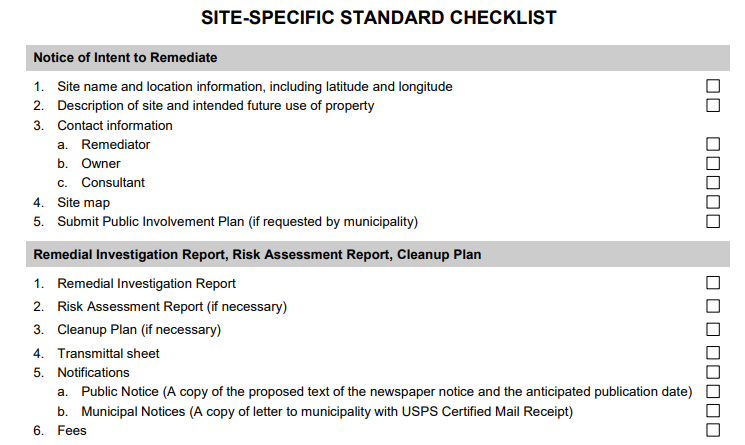 SITE-SPECIFIC STANDARD CHECKLIST
Notice of Intent to Remediate
1. Site name and location information, including latitude and longitude
2. Description of site and intended future use of property
3. Contact information
a. Remediator
b. Owner
c. Consultant
4. Site map
5. Submit Public Involvement Plan (if requested by municipality)
Remedial Investigation Report, Risk Assessment Report, Cleanup Plan
1. Remedial Investigation Report
2. Risk Assessment Report (if necessary)
3. Cleanup Plan (if necessary)
4. Transmittal sheet
5. Notifications
a. Public Notice (A copy of the proposed text of the newspaper notice and the anticipated publication date)
b. Municipal Notices (A copy of letter to municipality with USPS Certified Mail Receipt)
6. Fees